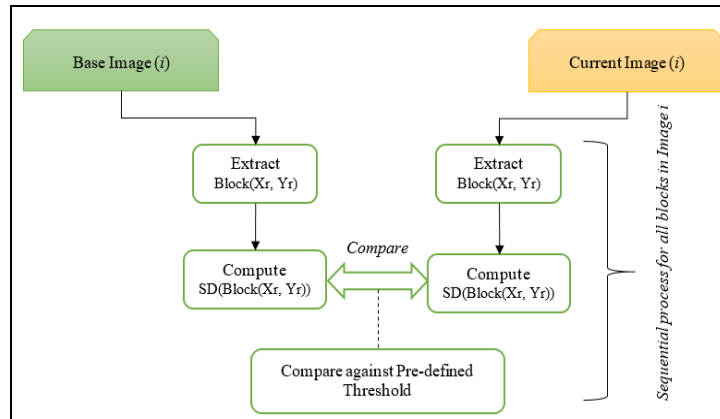 Base Image (i)
Current Image (i)
Extract
Block(Xr, Yr)
Extract
Block(Xr, Yr)
Compare
Compute
SD(Block(Xr, Yr))
Compute
SD(Block(Xr, Yr))
Compare against Pre-defined
Threshold
Sequential process for all blocks in Image i